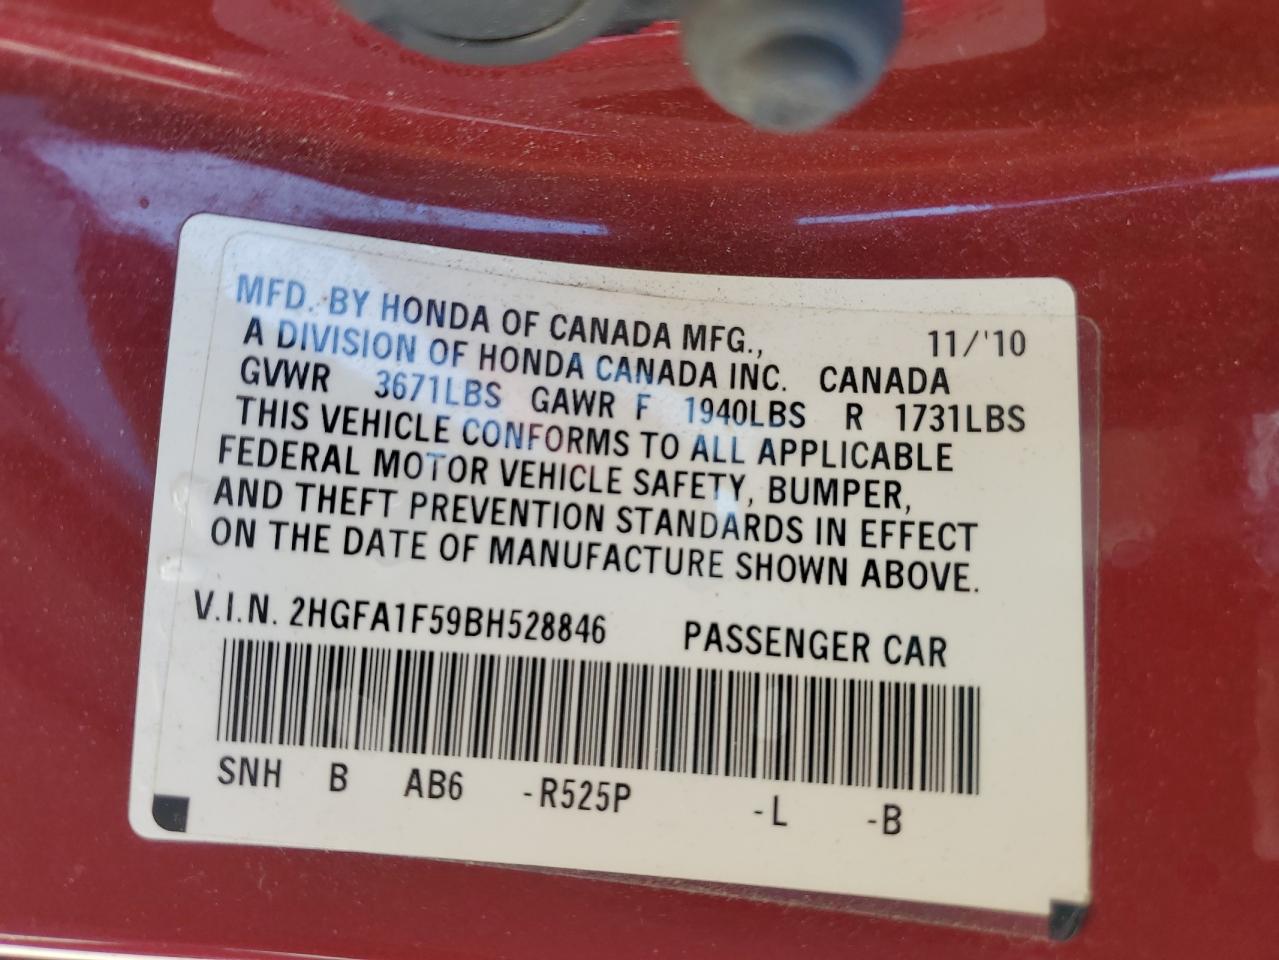 MFD. BY HONDA OF CANADA MFG., 11/'10
A DIVISION OF HONDA CANADA INC. CANADA
GVWR 3671LBS GAWR F 1940LBS R 1731LBS
THIS VEHICLE CONFORMS TO ALL APPLICABLE
FEDERAL MOTOR VEHICLE SAFETY, BUMPER,
AND THEFT PREVENTION STANDARDS IN EFFECT
ON THE DATE OF MANUFACTURE SHOWN ABOVE.
V.I.N. 2HGFA1F59BH528846 PASSENGER CAR
SNH B AB6 -R525P -L -B